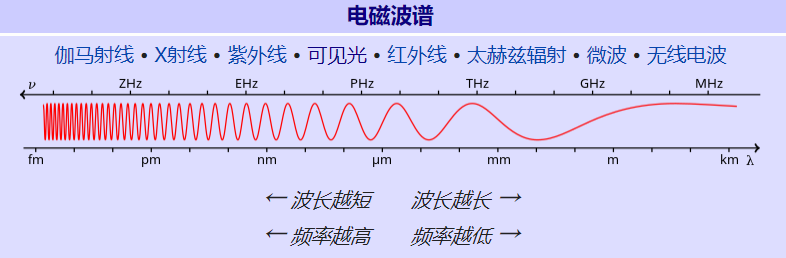 电磁波谱
伽马射线 • X射线 • 紫外线 • 可见光 • 红外线 • 太赫兹辐射 • 微波 • 无线电波
ν ZHz EHz PHz THz GHz MHz
fm pm nm μm mm m km λ
← 波长越短 波长越长 →
← 频率越高 频率越低 →